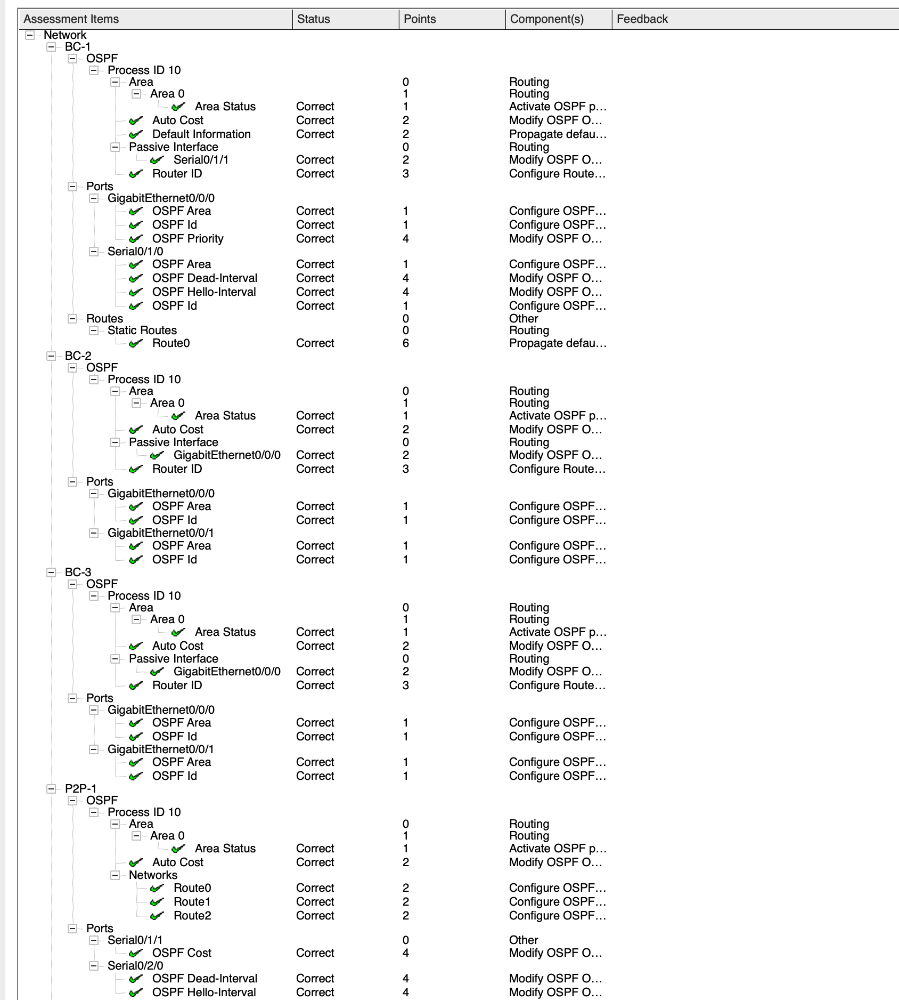 Assessment Items Status Points Component(s) Feedback
Network
BC-1
OSPF
Process ID 10
Area 0 Routing
Area 0 1 Routing
Area Status Correct 1 Activate OSPF p...
Auto Cost Correct 2 Modify OSPF O...
Default Information Correct 2 Propagate defau...
Passive Interface 0 Routing
Serial0/1/1 Correct 2 Modify OSPF O...
Router ID Correct 3 Configure Route...
Ports
GigabitEthernet0/0/0
OSPF Area Correct 1 Configure OSPF...
OSPF Id Correct 1 Configure OSPF...
OSPF Priority Correct 4 Modify OSPF O...
Serial0/1/0
OSPF Area Correct 1 Configure OSPF...
OSPF Dead-Interval Correct 4 Modify OSPF O...
OSPF Hello-Interval Correct 4 Modify OSPF O...
OSPF Id Correct 1 Configure OSPF...
Routes 0 Other
Static Routes 0 Routing
Route0 Correct 6 Propagate defau...
BC-2
OSPF
Process ID 10
Area 0 Routing
Area 0 1 Routing
Area Status Correct 1 Activate OSPF p...
Auto Cost Correct 2 Modify OSPF O...
Passive Interface 0 Routing
GigabitEthernet0/0/0 Correct 2 Modify OSPF O...
Router ID Correct 3 Configure Route...
Ports
GigabitEthernet0/0/0
OSPF Area Correct 1 Configure OSPF...
OSPF Id Correct 1 Configure OSPF...
GigabitEthernet0/0/1
OSPF Area Correct 1 Configure OSPF...
OSPF Id Correct 1 Configure OSPF...
BC-3
OSPF
Process ID 10
Area 0 Routing
Area 0 1 Routing
Area Status Correct 1 Activate OSPF p...
Auto Cost Correct 2 Modify OSPF O...
Passive Interface 0 Routing
GigabitEthernet0/0/0 Correct 2 Modify OSPF O...
Router ID Correct 3 Configure Route...
Ports
GigabitEthernet0/0/0
OSPF Area Correct 1 Configure OSPF...
OSPF Id Correct 1 Configure OSPF...
GigabitEthernet0/0/1
OSPF Area Correct 1 Configure OSPF...
OSPF Id Correct 1 Configure OSPF...
P2P-1
OSPF
Process ID 10
Area 0 Routing
Area 0 1 Routing
Area Status Correct 1 Activate OSPF p...
Auto Cost Correct 2 Modify OSPF O...
Networks
Route0 Correct 2 Configure OSPF...
Route1 Correct 2 Configure OSPF...
Route2 Correct 2 Configure OSPF...
Ports
Serial0/1/1 0 Other
OSPF Cost Correct 4 Modify OSPF O...
Serial0/2/0
OSPF Dead-Interval Correct 4 Modify OSPF O...
OSPF Hello-Interval Correct 4 Modify OSPF O...